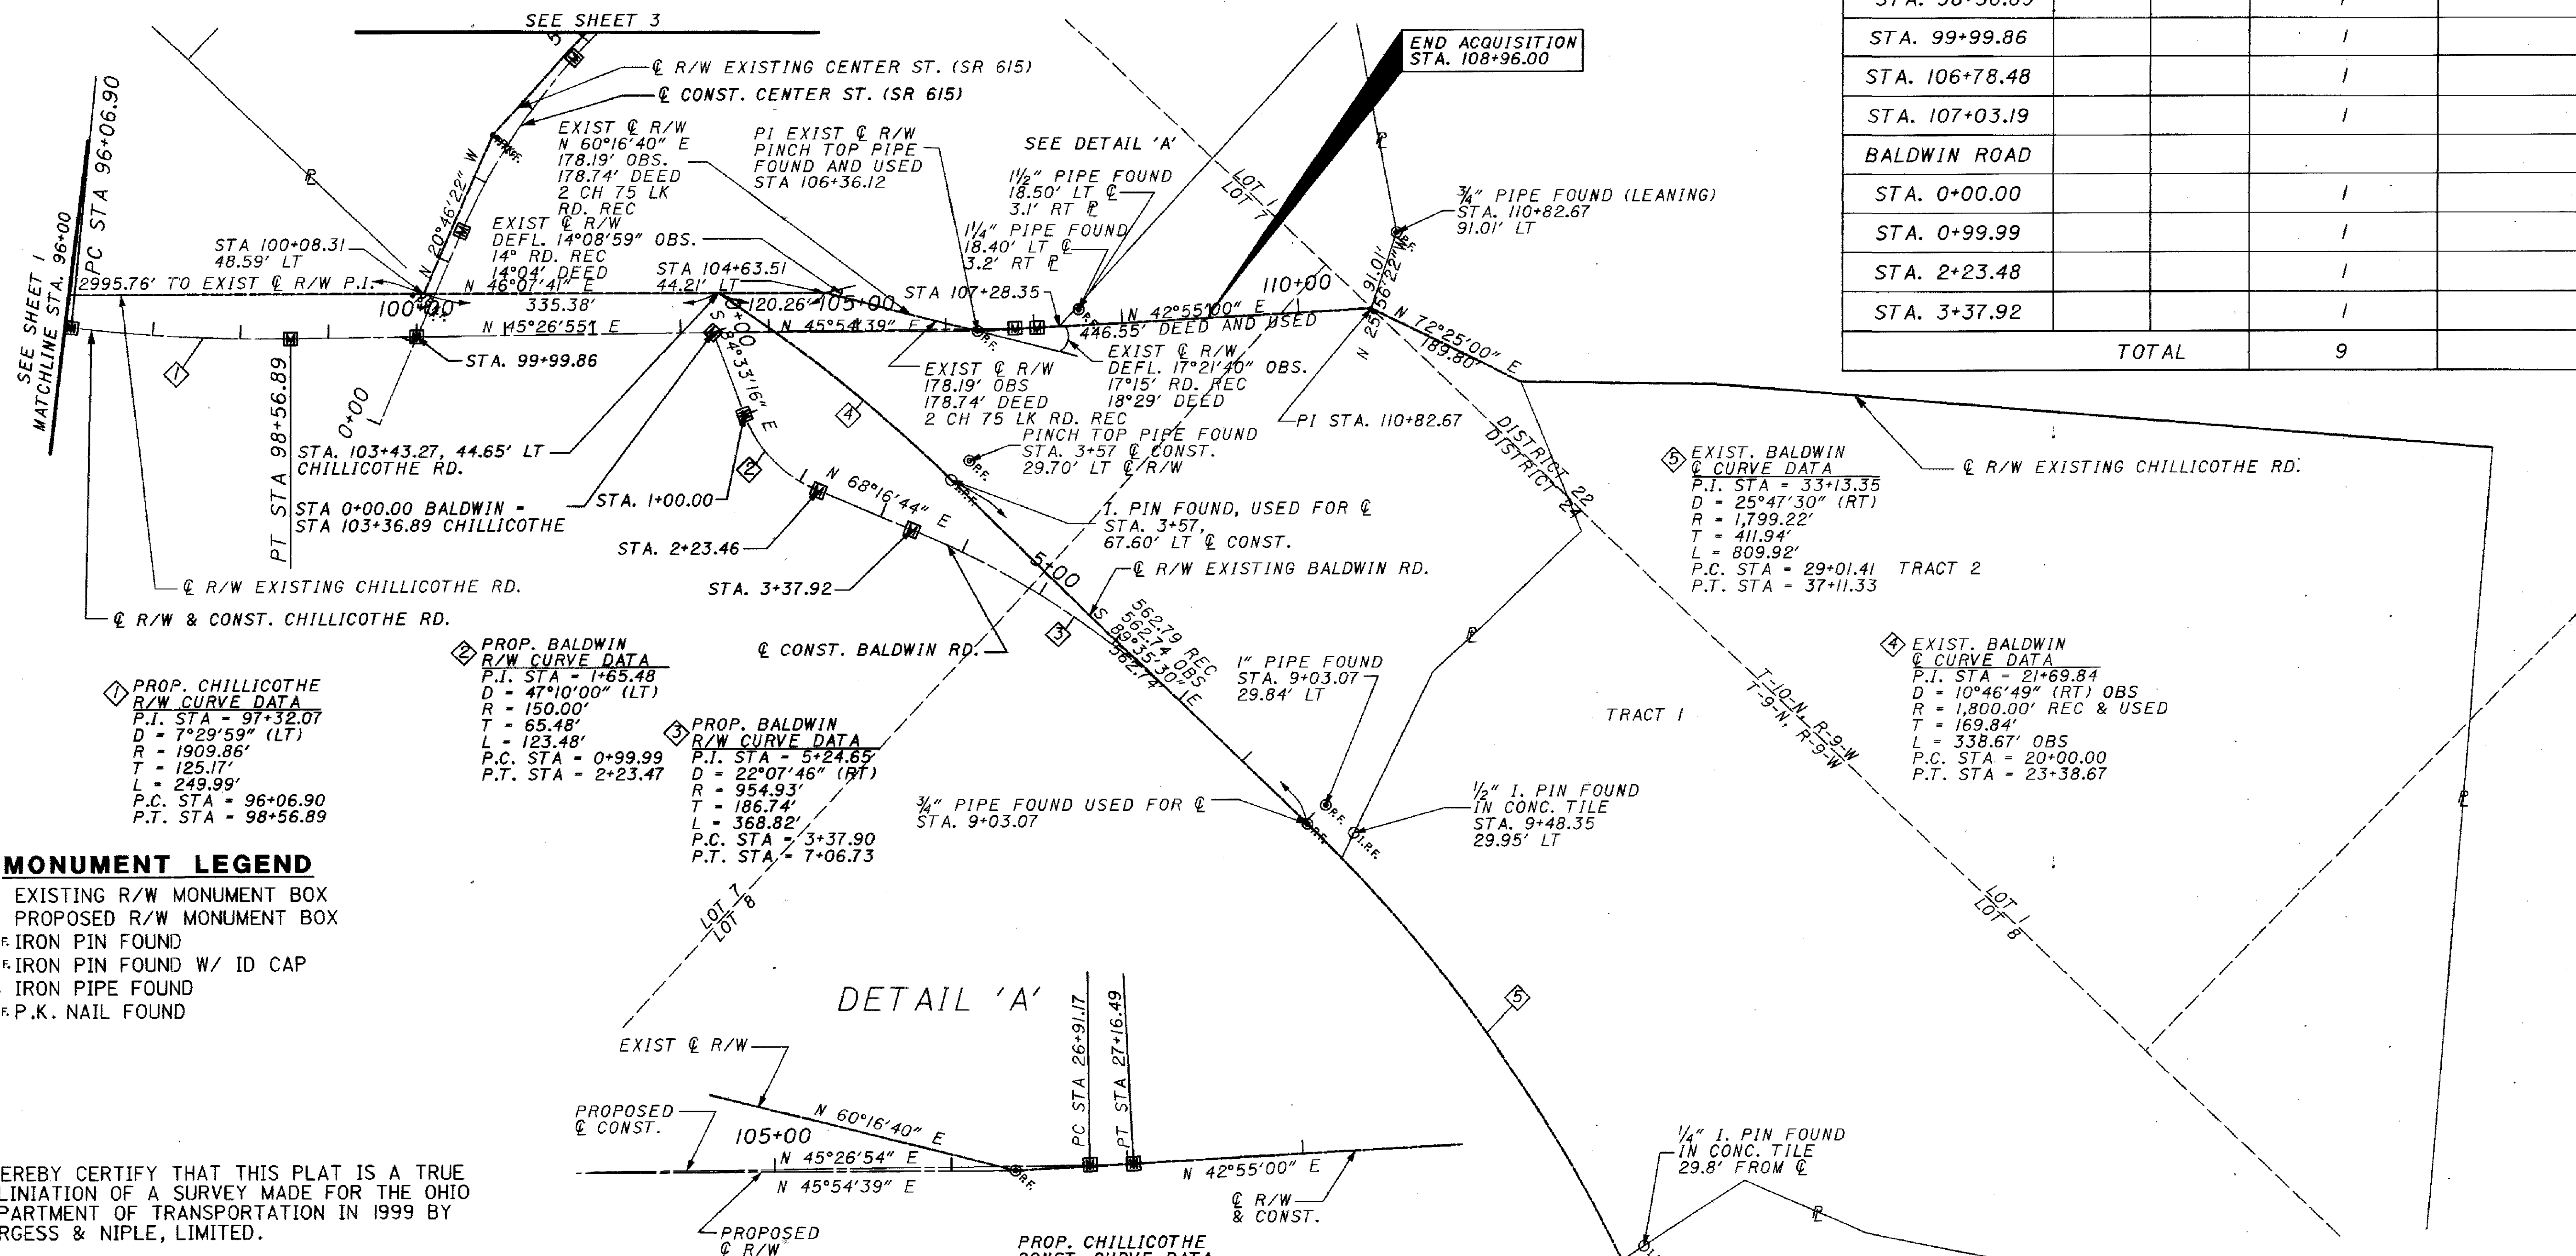 SEE SHEET 3
℄ R/W EXISTING CENTER ST. (SR 615)
℄ CONST. CENTER ST. (SR 615)
END ACQUISITION
STA. 108+96.00
STA. 99+99.86 1
STA. 106+78.48 1
STA. 107+03.19 1
BALDWIN ROAD
STA. 0+00.00 1
STA. 0+99.99 1
STA. 2+23.48 1
STA. 3+37.92 1
TOTAL 9
SEE SHEET 1
MATCHLINE STA. 96+00
PC STA 96+06.90
N 20°46'22" W
EXIST ℄ R/W
N 60°16'40" E
178.19' OBS.
178.74' DEED
2 CH 75 LK
RD. REC
EXIST ℄ R/W
DEFL. 14°08'59" OBS.
14° RD. REC
14°04' DEED
PI EXIST ℄ R/W
PINCH TOP PIPE
FOUND AND USED
STA 106+36.12
SEE DETAIL 'A'
1½" PIPE FOUND
18.50' LT ℄
3.1' RT ⅊
1¼" PIPE FOUND
18.40' LT ℄
3.2' RT ⅊
LOT 1
LOT 7
¾" PIPE FOUND (LEANING)
STA. 110+82.67
91.01' LT
STA 100+08.31
48.59' LT
2995.76' TO EXIST ℄ R/W P.I.
N 46°07'41" E
335.38'
STA 104+63.51
44.21' LT
120.26'
105+00
STA 107+28.35
110+00
91.01'
N 25°56'22" W
100+00
N 45°26'55" E
N 45°54'39" E
N 42°55'00" E
446.55' DEED AND USED
N 72°25'00" E
189.80'
STA. 99+99.86
PT STA 98+56.89
0+00
0+00
S 84°33'16" E
EXIST ℄ R/W
178.19' OBS
178.74' DEED
2 CH 75 LK RD. REC
EXIST ℄ R/W
DEFL. 17°21'40" OBS.
17°15' RD. REC
18°29' DEED
PI STA. 110+82.67
STA. 103+43.27, 44.65' LT
CHILLICOTHE RD.
STA 0+00.00 BALDWIN =
STA 103+36.89 CHILLICOTHE
STA. 1+00.00
STA. 2+23.46
STA. 3+37.92
N 68°16'44" E
PINCH TOP PIPE FOUND
STA. 3+57 ℄ CONST.
29.70' LT ℄ R/W
I. PIN FOUND, USED FOR ℄
STA. 3+57,
67.60' LT ℄ CONST.
5+00
℄ R/W EXISTING BALDWIN RD.
DISTRICT 22
DISTRICT 24
℄ R/W EXISTING CHILLICOTHE RD.
5 EXIST. BALDWIN
℄ CURVE DATA
P.I. STA = 33+13.35
D = 25°47'30" (RT)
R = 1,799.22'
T = 411.94'
L = 809.92'
P.C. STA = 29+01.41
P.T. STA = 37+11.33
TRACT 2
℄ R/W EXISTING CHILLICOTHE RD.
℄ R/W & CONST. CHILLICOTHE RD.
1 PROP. CHILLICOTHE
R/W CURVE DATA
P.I. STA = 97+32.07
D = 7°29'59" (LT)
R = 1909.86'
T = 125.17'
L = 249.99'
P.C. STA = 96+06.90
P.T. STA = 98+56.89
2 PROP. BALDWIN
R/W CURVE DATA
P.I. STA = 1+65.48
D = 47°10'00" (LT)
R = 150.00'
T = 65.48'
L = 123.48'
P.C. STA = 0+99.99
P.T. STA = 2+23.47
3 PROP. BALDWIN
R/W CURVE DATA
P.I. STA = 5+24.65
D = 22°07'46" (RT)
R = 954.93'
T = 186.74'
L = 368.82'
P.C. STA = 3+37.90
P.T. STA = 7+06.73
℄ CONST. BALDWIN RD.
562.79 REC
562.74 OBS
S 89°35'30" E
562.74'
1" PIPE FOUND
STA. 9+03.07
29.84' LT
¾" PIPE FOUND USED FOR ℄
STA. 9+03.07
½" I. PIN FOUND
IN CONC. TILE
STA. 9+48.35
29.95' LT
TRACT 1
T-10-N, R-9-W
T-9-N, R-9-W
4 EXIST. BALDWIN
℄ CURVE DATA
P.I. STA = 21+69.84
D = 10°46'49" (RT) OBS
R = 1,800.00' REC & USED
T = 169.84'
L = 338.67' OBS
P.C. STA = 20+00.00
P.T. STA = 23+38.67
LOT 7
LOT 8
LOT 1
LOT 8
MONUMENT LEGEND
EXISTING R/W MONUMENT BOX
PROPOSED R/W MONUMENT BOX
IRON PIN FOUND
IRON PIN FOUND W/ ID CAP
IRON PIPE FOUND
P.K. NAIL FOUND
DETAIL 'A'
EXIST ℄ R/W
PC STA 26+91.17
PT STA 27+16.49
PROPOSED
℄ CONST.
N 60°16'40" E
105+00
N 45°26'54" E
N 45°54'39" E
N 42°55'00" E
℄ R/W
& CONST.
PROPOSED
℄ R/W
PROP. CHILLICOTHE
¼" I. PIN FOUND
IN CONC. TILE
29.8' FROM ℄
EREBY CERTIFY THAT THIS PLAT IS A TRUE
LINIATION OF A SURVEY MADE FOR THE OHIO
PARTMENT OF TRANSPORTATION IN 1999 BY
RGESS & NIPLE, LIMITED.